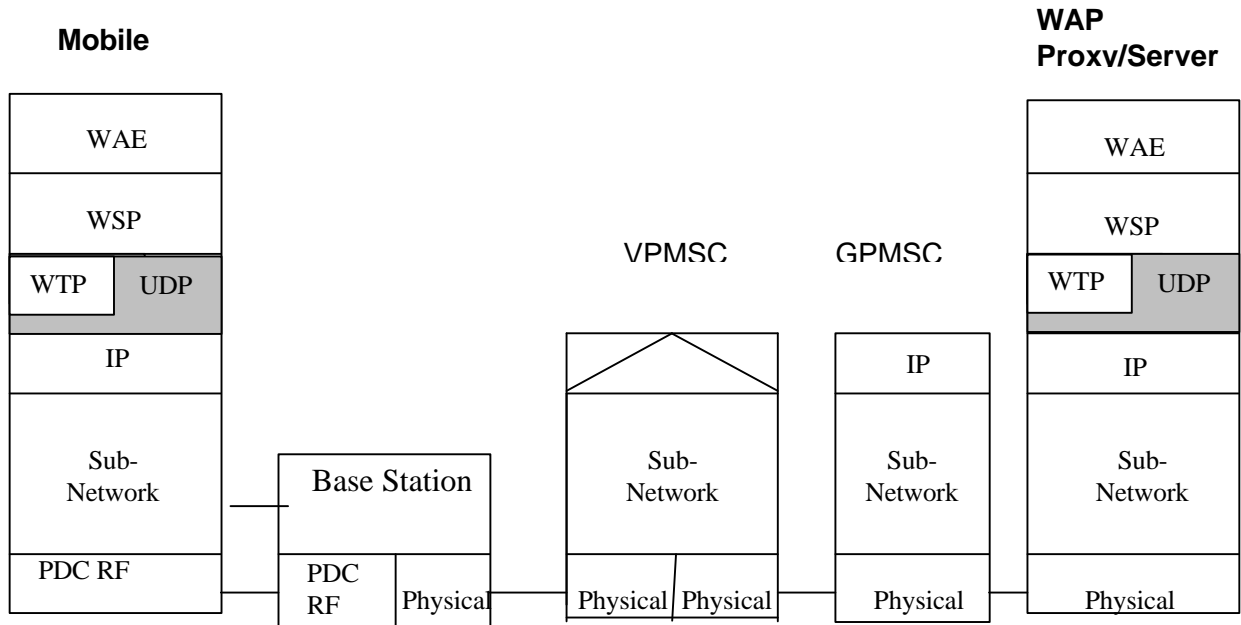 Mobile
WAP
Proxy/Server
WAE
WSP
WTP UDP
IP
Sub-
Network
PDC RF
Base Station
PDC
RF
Physical
VPMSC
Sub-
Network
Physical Physical
GPMSC
IP
Sub-
Network
Physical
WAE
WSP
WTP UDP
IP
Sub-
Network
Physical